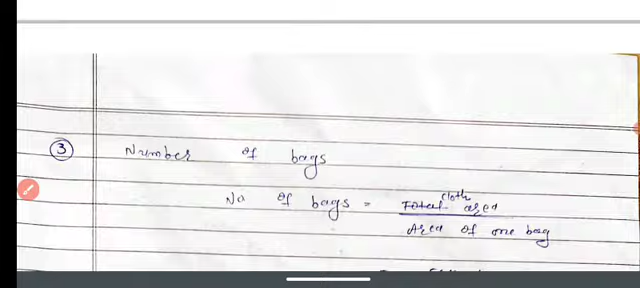 3 Number of bags
No of bags = Total cloth area
Area of one bag